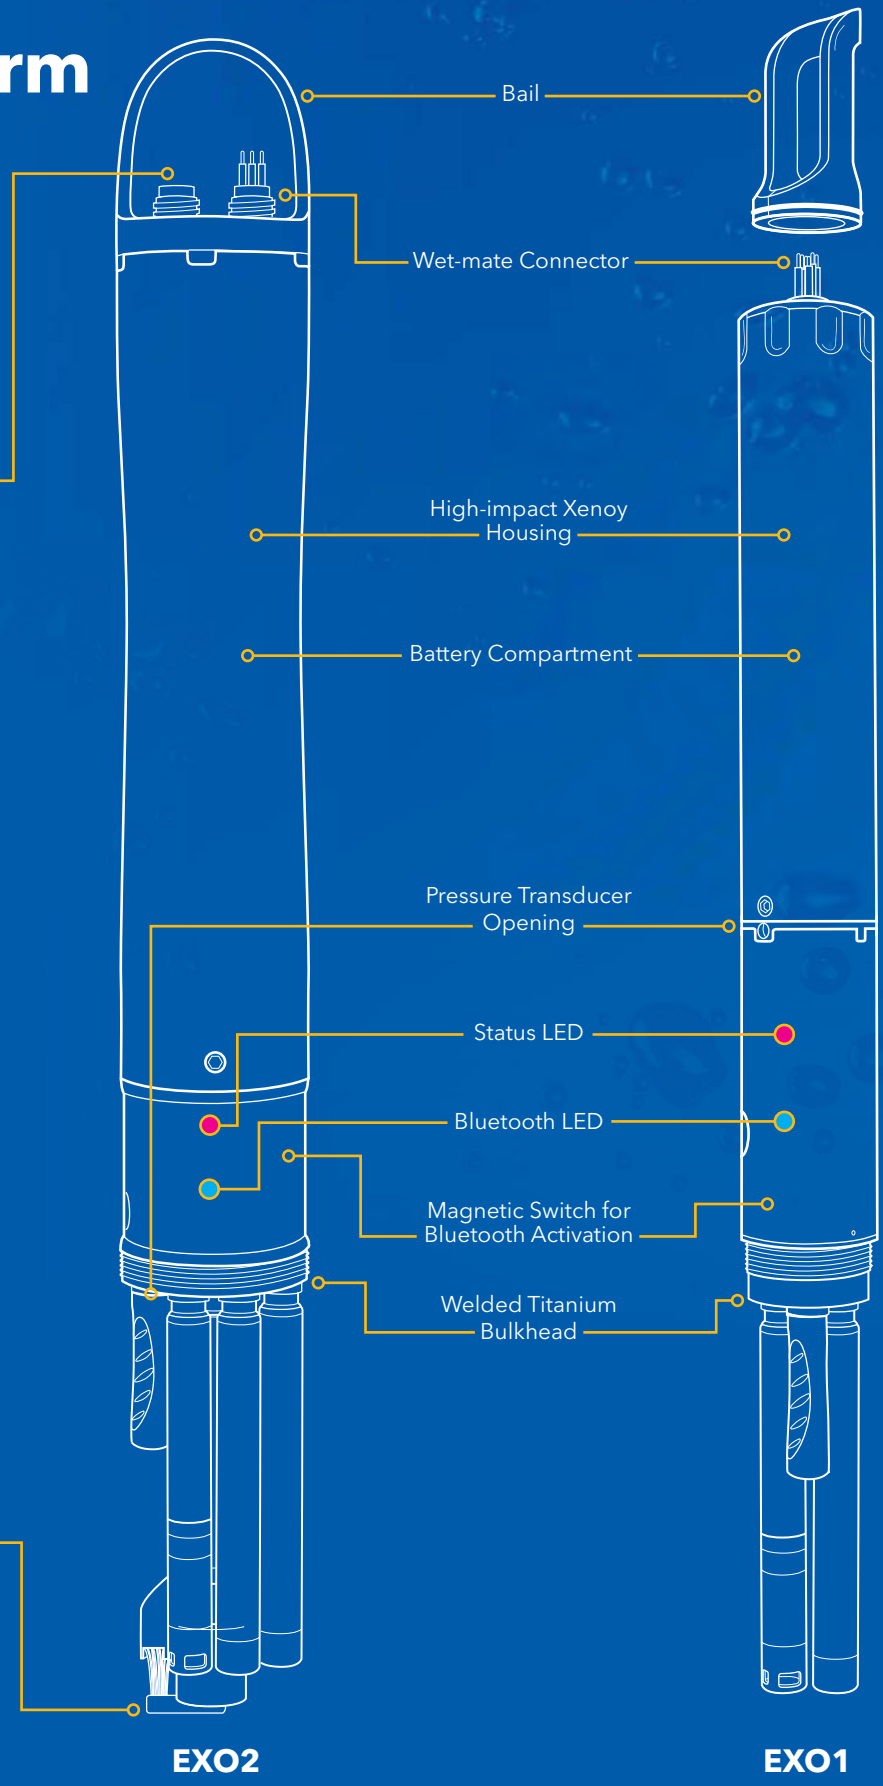 rm
Bail
Wet-mate Connector
High-impact Xenoy
Housing
Battery Compartment
Pressure Transducer
Opening
Status LED
Bluetooth LED
Magnetic Switch for
Bluetooth Activation
Welded Titanium
Bulkhead
EXO2
EXO1